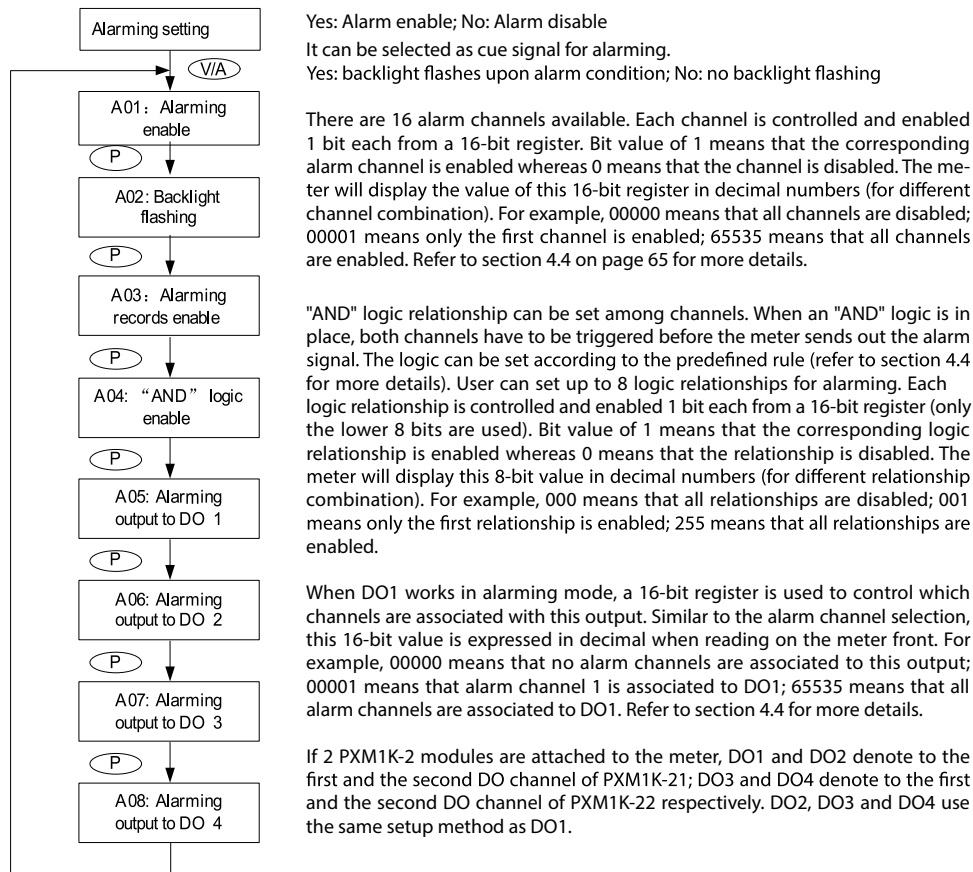 Alarming setting
V/A
A01: Alarming
enable
P
A02: Backlight
flashing
P
A03: Alarming
records enable
P
A04: “AND” logic
enable
P
A05: Alarming
output to DO 1
P
A06: Alarming
output to DO 2
P
A07: Alarming
output to DO 3
P
A08: Alarming
output to DO 4
Yes: Alarm enable; No: Alarm disable
It can be selected as cue signal for alarming.
Yes: backlight flashes upon alarm condition; No: no backlight flashing
There are 16 alarm channels available. Each channel is controlled and enabled
1 bit each from a 16-bit register. Bit value of 1 means that the corresponding
alarm channel is enabled whereas 0 means that the channel is disabled. The me-
ter will display the value of this 16-bit register in decimal numbers (for different
channel combination). For example, 00000 means that all channels are disabled;
00001 means only the first channel is enabled; 65535 means that all channels
are enabled. Refer to section 4.4 on page 65 for more details.
"AND" logic relationship can be set among channels. When an "AND" logic is in
place, both channels have to be triggered before the meter sends out the alarm
signal. The logic can be set according to the predefined rule (refer to section 4.4
for more details). User can set up to 8 logic relationships for alarming. Each
logic relationship is controlled and enabled 1 bit each from a 16-bit register (only
the lower 8 bits are used). Bit value of 1 means that the corresponding logic
relationship is enabled whereas 0 means that the relationship is disabled. The
meter will display this 8-bit value in decimal numbers (for different relationship
combination). For example, 000 means that all relationships are disabled; 001
means only the first relationship is enabled; 255 means that all relationships are
enabled.
When DO1 works in alarming mode, a 16-bit register is used to control which
channels are associated with this output. Similar to the alarm channel selection,
this 16-bit value is expressed in decimal when reading on the meter front. For
example, 00000 means that no alarm channels are associated to this output;
00001 means that alarm channel 1 is associated to DO1; 65535 means that all
alarm channels are associated to DO1. Refer to section 4.4 for more details.
If 2 PXM1K-2 modules are attached to the meter, DO1 and DO2 denote to the
first and the second DO channel of PXM1K-21; DO3 and DO4 denote to the first
and the second DO channel of PXM1K-22 respectively. DO2, DO3 and DO4 use
the same setup method as DO1.